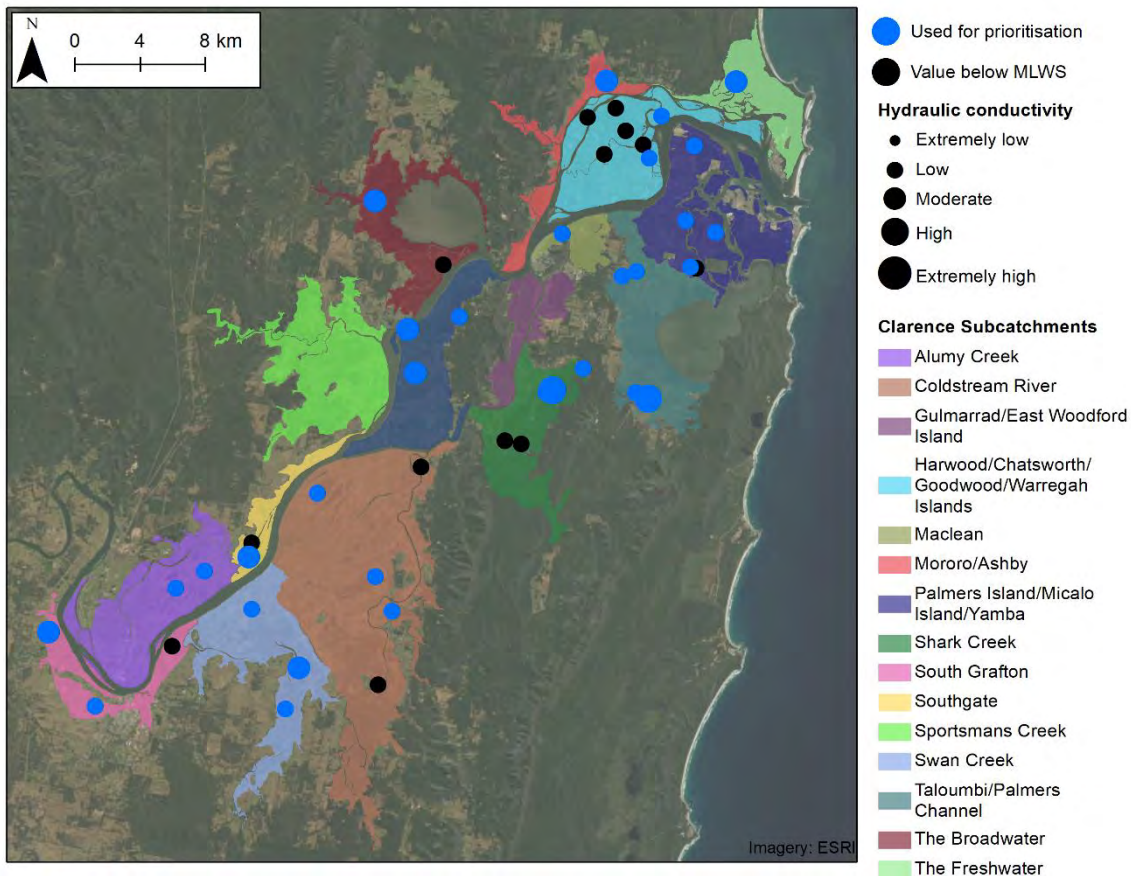 N
0 4 8 km
Imagery: ESRI
Used for prioritisation
Value below MLWS
Hydraulic conductivity
Extremely low
Low
Moderate
High
Extremely high
Clarence Subcatchments
Alumy Creek
Coldstream River
Gulmarrad/East Woodford
Island
Harwood/Chatsworth/
Goodwood/Warregah
Islands
Maclean
Mororo/Ashby
Palmers Island/Micalo
Island/Yamba
Shark Creek
South Grafton
Southgate
Sportsmans Creek
Swan Creek
Taloumbi/Palmers
Channel
The Broadwater
The Freshwater